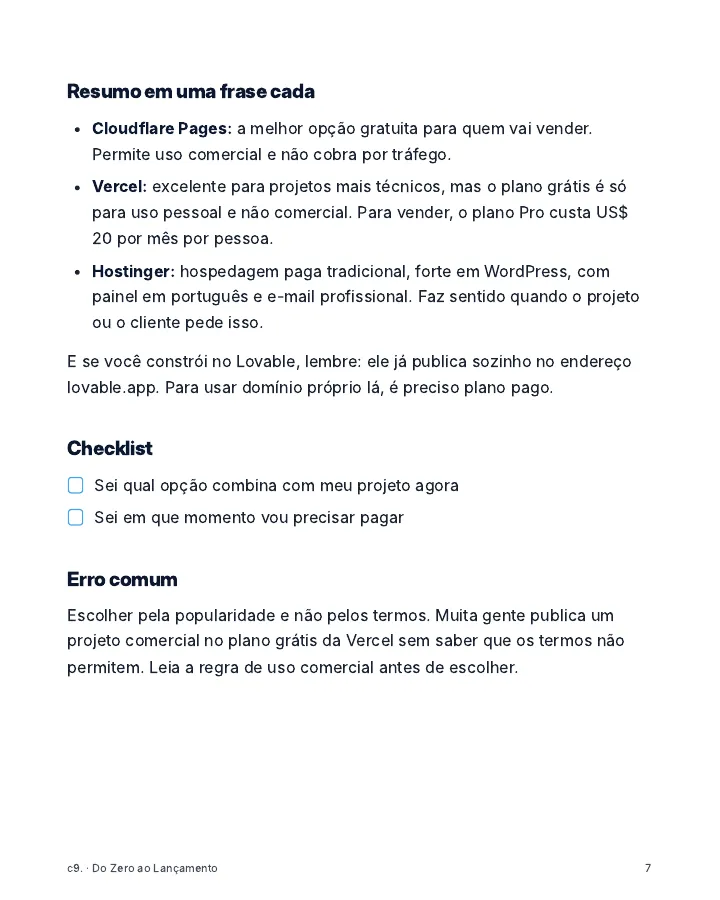 Resumo em uma frase cada
• Cloudflare Pages: a melhor opção gratuita para quem vai vender.
Permite uso comercial e não cobra por tráfego.
• Vercel: excelente para projetos mais técnicos, mas o plano grátis é só
para uso pessoal e não comercial. Para vender, o plano Pro custa US$
20 por mês por pessoa.
• Hostinger: hospedagem paga tradicional, forte em WordPress, com
painel em português e e-mail profissional. Faz sentido quando o projeto
ou o cliente pede isso.
E se você constrói no Lovable, lembre: ele já publica sozinho no endereço
lovable.app. Para usar domínio próprio lá, é preciso plano pago.
Checklist
Sei qual opção combina com meu projeto agora
Sei em que momento vou precisar pagar
Erro comum
Escolher pela popularidade e não pelos termos. Muita gente publica um
projeto comercial no plano grátis da Vercel sem saber que os termos não
permitem. Leia a regra de uso comercial antes de escolher.
c9. · Do Zero ao Lançamento 7